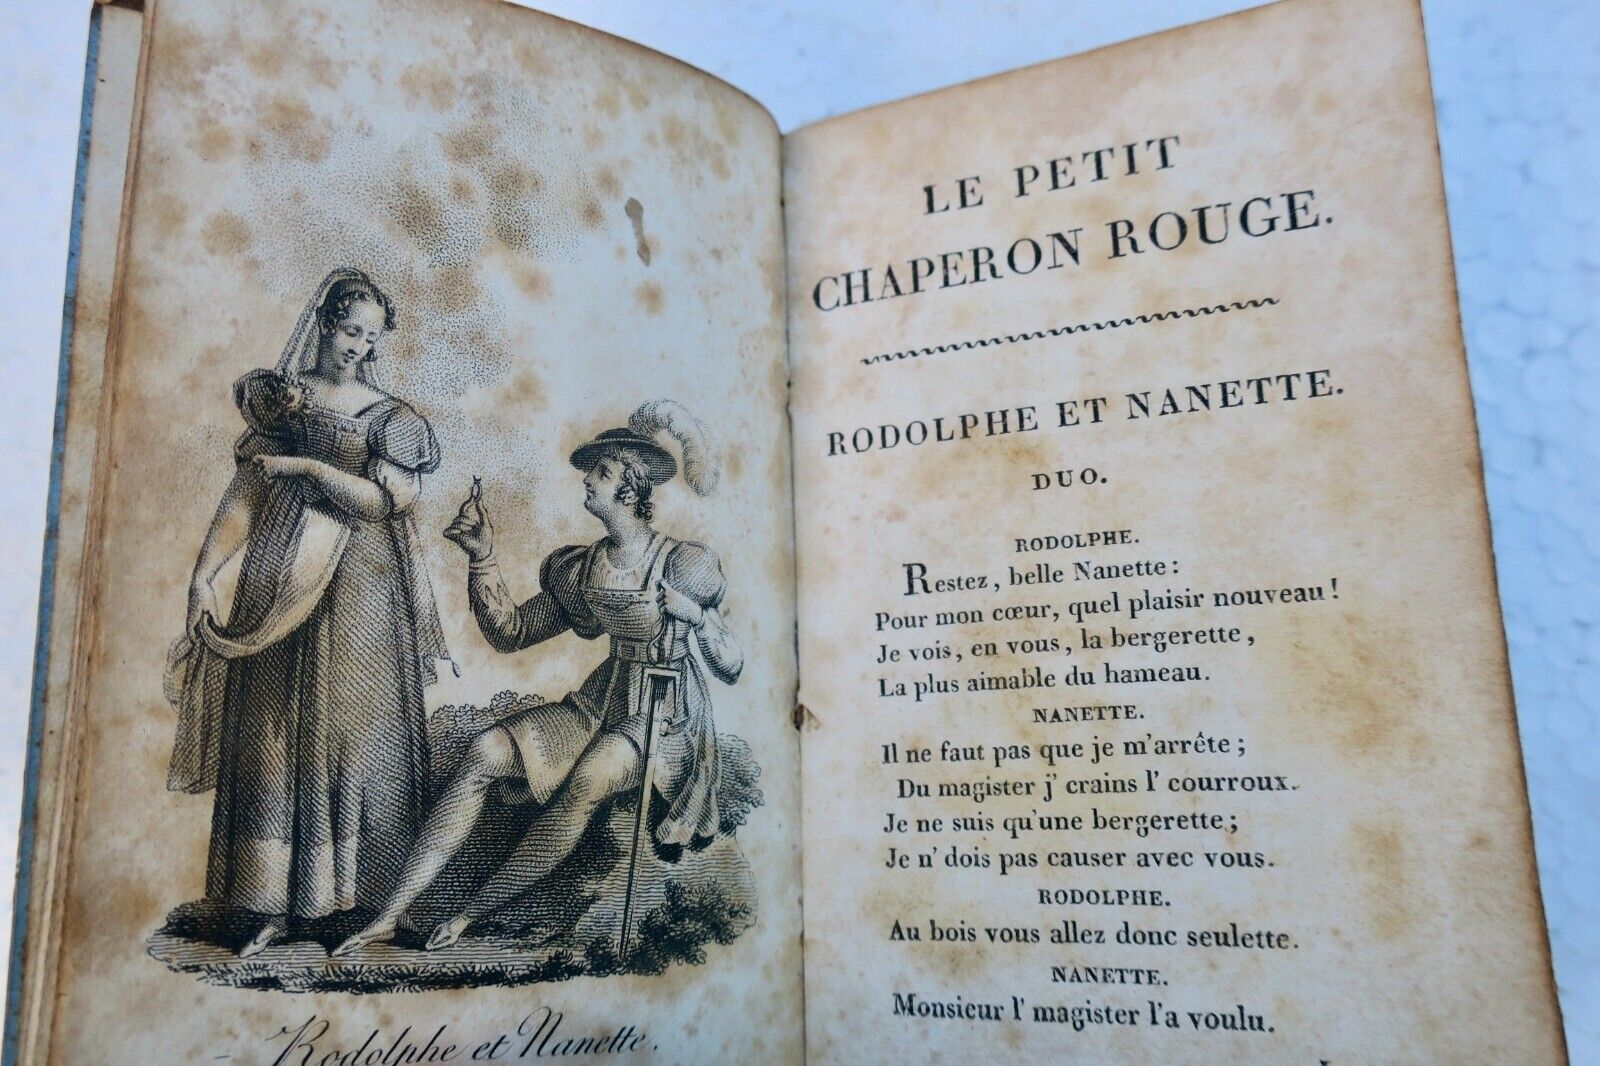 Rodolphe et Nanette.
LE PETIT
CHAPERON ROUGE.
RODOLPHE ET NANETTE.
DUO.
RODOLPHE.
Restez, belle Nanette :
Pour mon cœur, quel plaisir nouveau !
Je vois, en vous, la bergerette,
La plus aimable du hameau.
NANETTE.
Il ne faut pas que je m'arrête ;
Du magister j' crains l' courroux.
Je ne suis qu'une bergerette ;
Je n' dois pas causer avec vous.
RODOLPHE.
Au bois vous allez donc seulette.
NANETTE.
Monsieur l' magister l'a voulu.